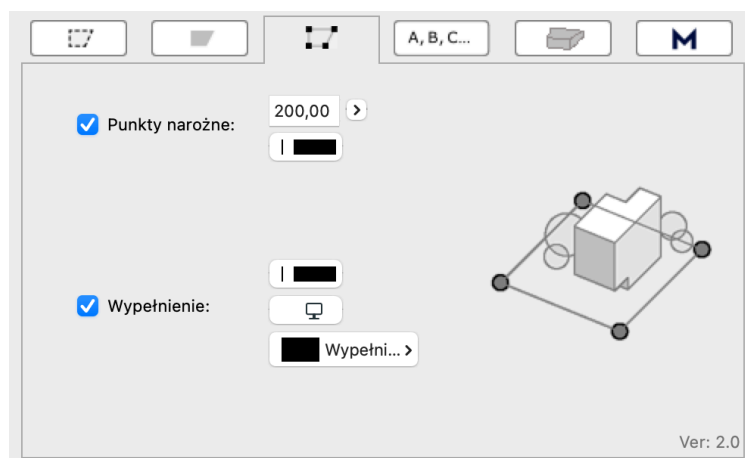 A, B, C...
M
Punkty narożne:
200,00
Wypełnienie:
Wypełni...
Ver: 2.0